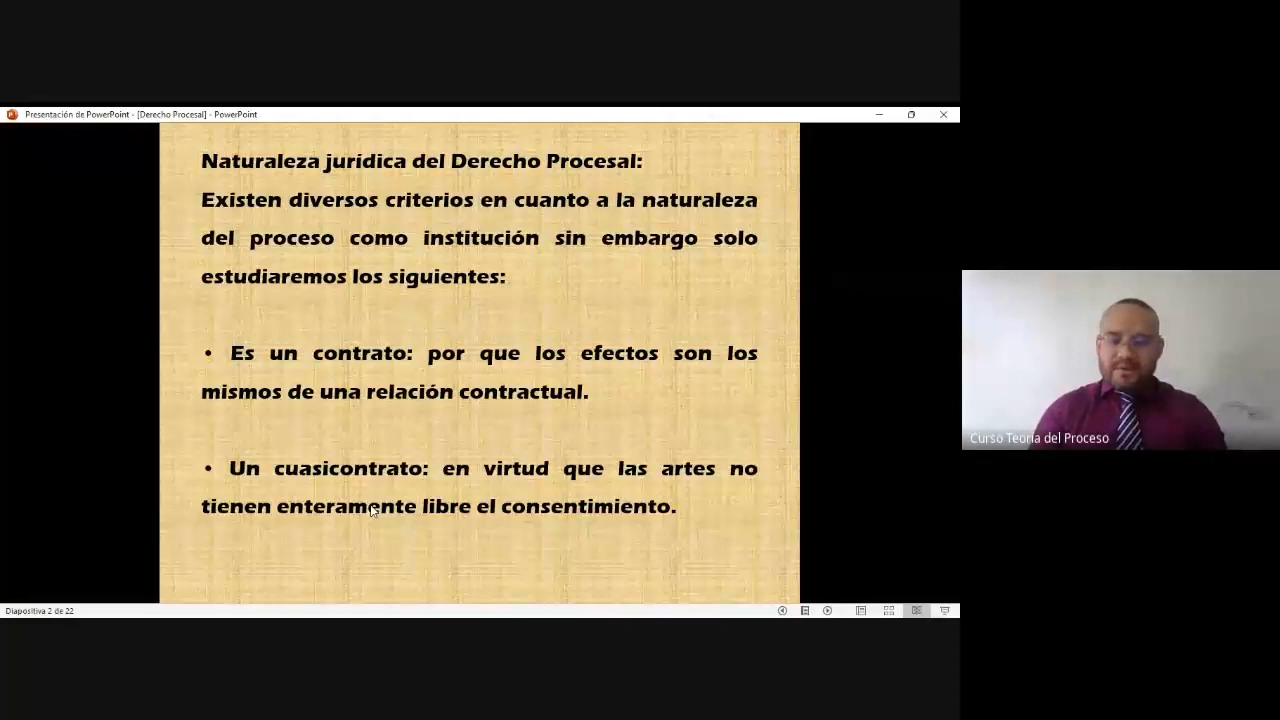 Presentación de PowerPoint - [Derecho Procesal] - PowerPoint
Naturaleza jurídica del Derecho Procesal:
Existen diversos criterios en cuanto a la naturaleza
del proceso como institución sin embargo solo
estudiaremos los siguientes:
• Es un contrato: por que los efectos son los
mismos de una relación contractual.
• Un cuasicontrato: en virtud que las artes no
tienen enteramente libre el consentimiento.
Curso Teoría del Proceso
Diapositiva 2 de 22